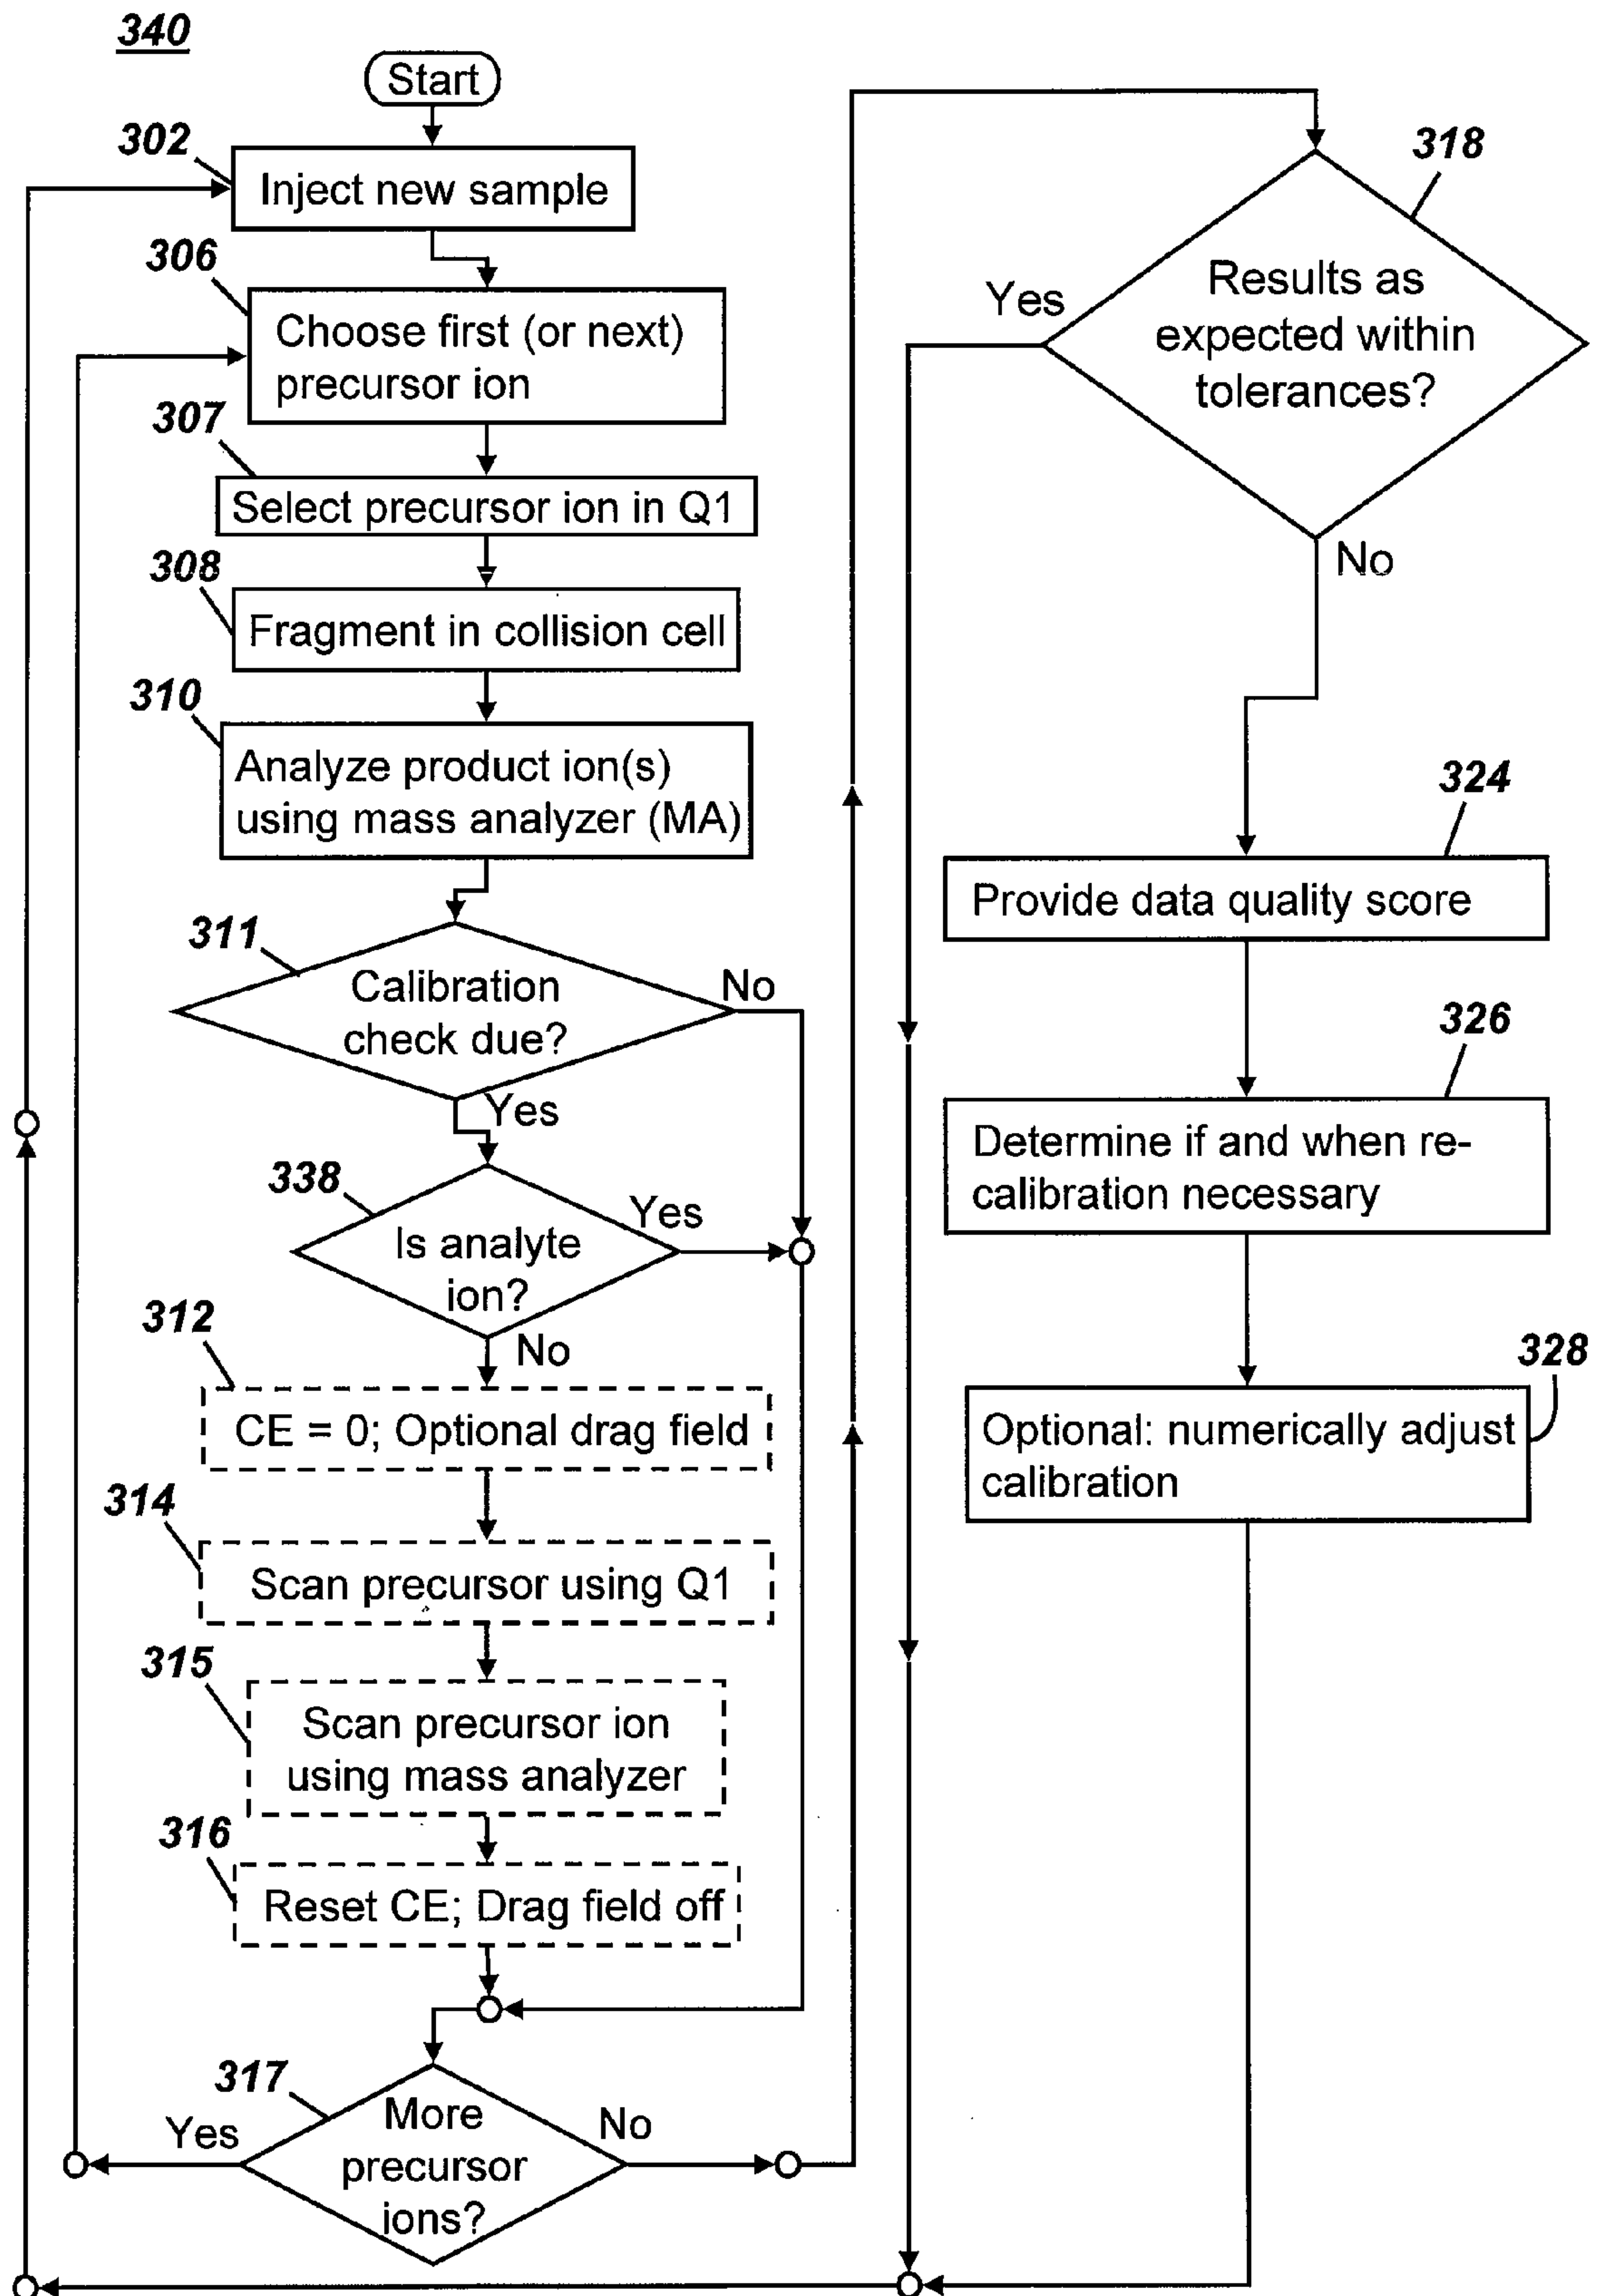 340
Start
302
Inject new sample
306
Choose first (or next)
precursor ion
307
Select precursor ion in Q1
308
Fragment in collision cell
310
Analyze product ion(s)
using mass analyzer (MA)
311
Calibration
check due?
No
Yes
338
Is analyte
ion?
Yes
No
312
CE = 0; Optional drag field
314
Scan precursor using Q1
315
Scan precursor ion
using mass analyzer
316
Reset CE; Drag field off
317
More
precursor
ions?
Yes
No
318
Results as
expected within
tolerances?
Yes
No
324
Provide data quality score
326
Determine if and when re-
calibration necessary
328
Optional: numerically adjust
calibration